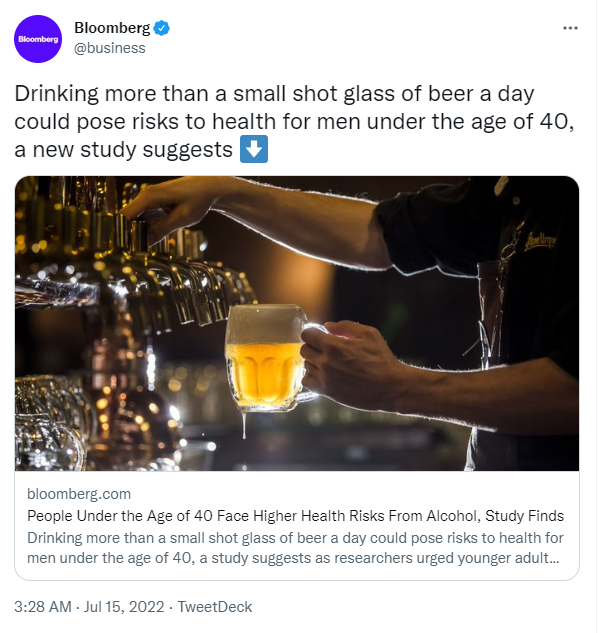 Bloomberg
Bloomberg
@business
Drinking more than a small shot glass of beer a day
could pose risks to health for men under the age of 40,
a new study suggests
bloomberg.com
People Under the Age of 40 Face Higher Health Risks From Alcohol, Study Finds
Drinking more than a small shot glass of beer a day could pose risks to health for
men under the age of 40, a study suggests as researchers urged younger adult...
3:28 AM · Jul 15, 2022 · TweetDeck